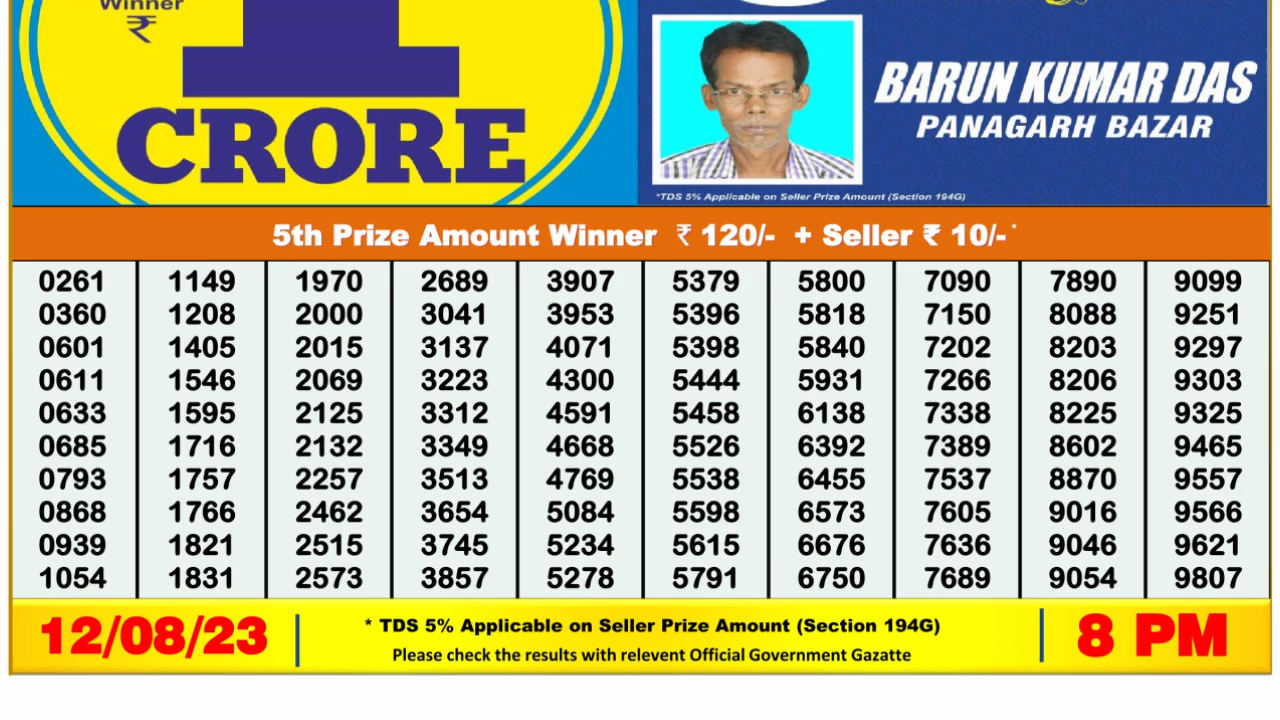 Winner
₹
1
CRORE
BARUN KUMAR DAS
PANAGARH BAZAR
*TDS 5% Applicable on Seller Prize Amount (Section 194G)
5th Prize Amount Winner ₹ 120/- + Seller ₹ 10/-*
0261 1149 1970 2689 3907 5379 5800 7090 7890 9099
0360 1208 2000 3041 3953 5396 5818 7150 8088 9251
0601 1405 2015 3137 4071 5398 5840 7202 8203 9297
0611 1546 2069 3223 4300 5444 5931 7266 8206 9303
0633 1595 2125 3312 4591 5458 6138 7338 8225 9325
0685 1716 2132 3349 4668 5526 6392 7389 8602 9465
0793 1757 2257 3513 4769 5538 6455 7537 8870 9557
0868 1766 2462 3654 5084 5598 6573 7605 9016 9566
0939 1821 2515 3745 5234 5615 6676 7636 9046 9621
1054 1831 2573 3857 5278 5791 6750 7689 9054 9807
12/08/23
* TDS 5% Applicable on Seller Prize Amount (Section 194G)
Please check the results with relevent Official Government Gazatte
8 PM